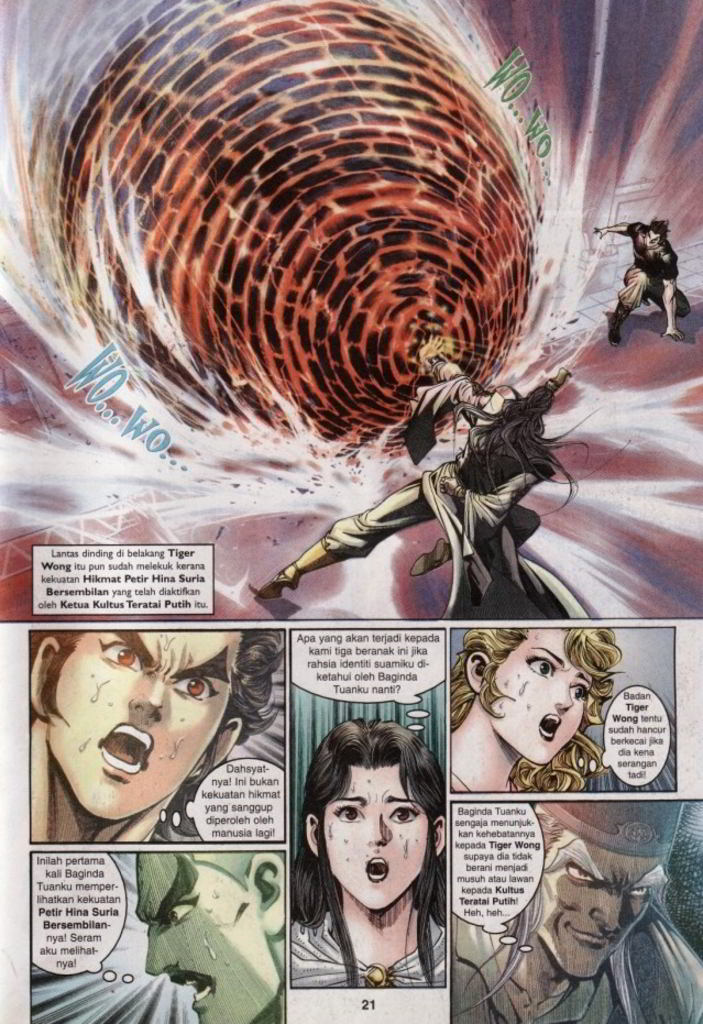 WO...WO...
WO...WO...
Lantas dinding di belakang Tiger
Wong itu pun sudah melekuk kerana
kekuatan Hikmat Petir Hina Suria
Bersembilan yang telah diaktifkan
oleh Ketua Kultus Teratai Putih itu.
Dahsyat-
nya! Ini bukan
kekuatan hikmat
yang sanggup
diperoleh oleh
manusia lagi!
Apa yang akan terjadi kepada
kami tiga beranak ini jika
rahsia identiti suamiku di-
ketahui oleh Baginda
Tuanku nanti?
Badan
Tiger
Wong tentu
sudah hancur
berkecai jika
dia kena
serangan
tadi!
Inilah pertama
kali Baginda
Tuanku memper-
lihatkan kekuatan
Petir Hina Suria
Bersembilan-
nya! Seram
aku melihat-
nya!
Baginda Tuanku
sengaja menunjuk-
kan kehebatannya
kepada Tiger Wong
supaya dia tidak
berani menjadi
musuh atau lawan
kepada Kultus
Teratai Putih!
Heh, heh...
21